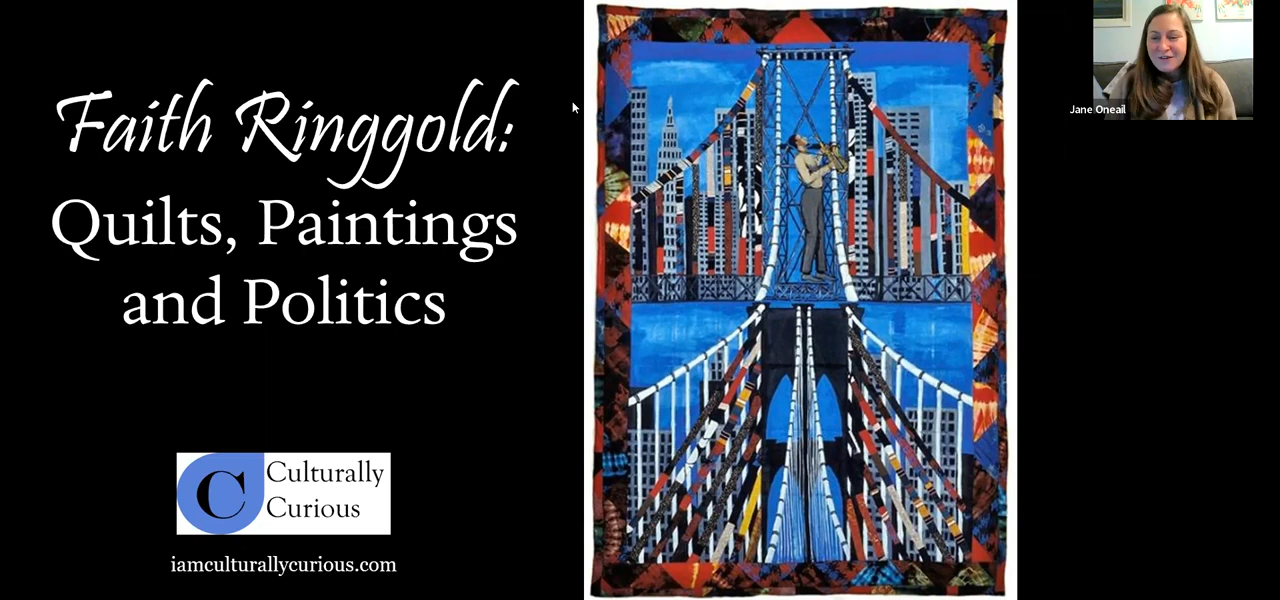 Faith Ringgold:
Quilts, Paintings
and Politics
C
Culturally
Curious
iamculturallycurious.com
Jane Oneail